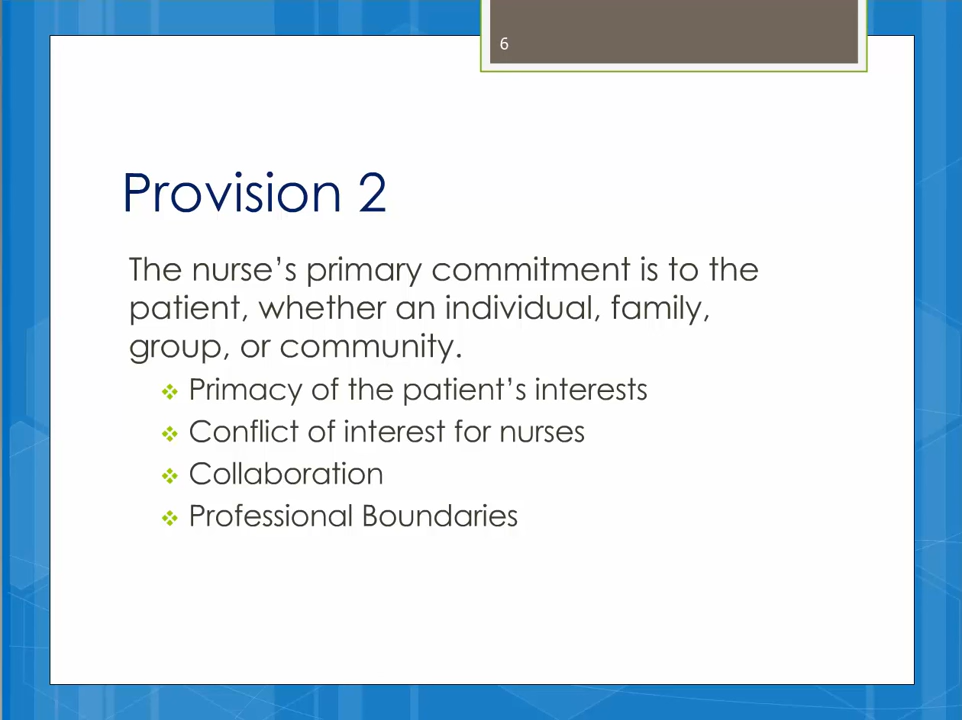 6
Provision 2
The nurse’s primary commitment is to the
patient, whether an individual, family,
group, or community.
❖ Primacy of the patient’s interests
❖ Conflict of interest for nurses
❖ Collaboration
❖ Professional Boundaries